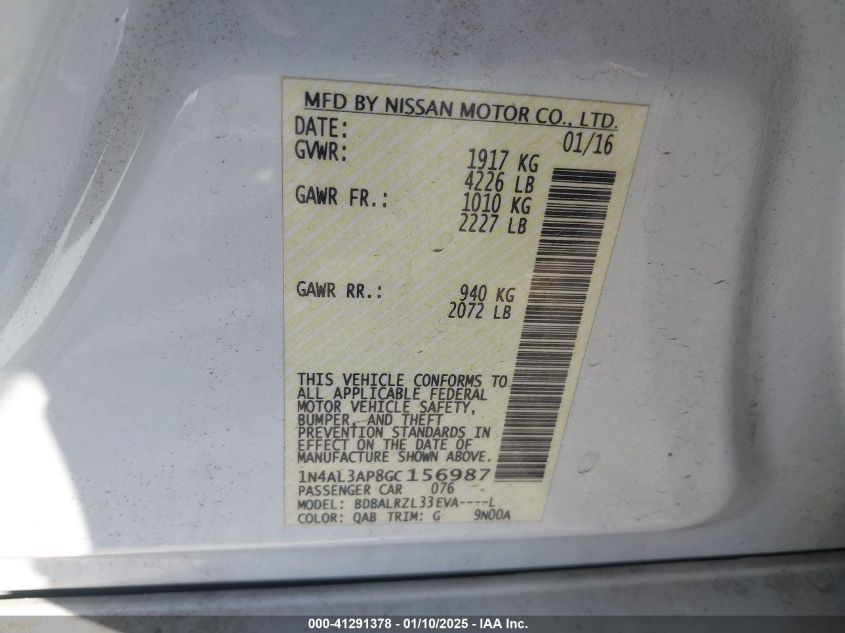 MFD BY NISSAN MOTOR CO., LTD.
DATE: 01/16
GVWR: 1917 KG
4226 LB
GAWR FR.: 1010 KG
2227 LB
GAWR RR.: 940 KG
2072 LB
THIS VEHICLE CONFORMS TO
ALL APPLICABLE FEDERAL
MOTOR VEHICLE SAFETY,
BUMPER, AND THEFT
PREVENTION STANDARDS IN
EFFECT ON THE DATE OF
MANUFACTURE SHOWN ABOVE.
1N4AL3AP8GC156987
PASSENGER CAR 076
MODEL: BDBALRZL33EVA----L
COLOR: QAB TRIM: G 9N00A
000-41291378 - 01/10/2025 - IAA Inc.